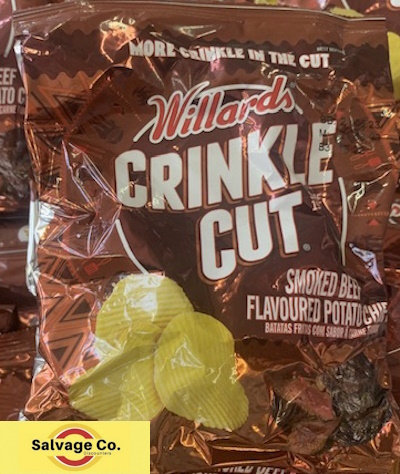 MORE CRINKLE IN THE CUT
Willards
CRINKLE
CUT
SMOKED BEEF
FLAVOURED POTATO CHIPS
BATATAS FRITAS COM SABOR A CARNE
Salvage Co.